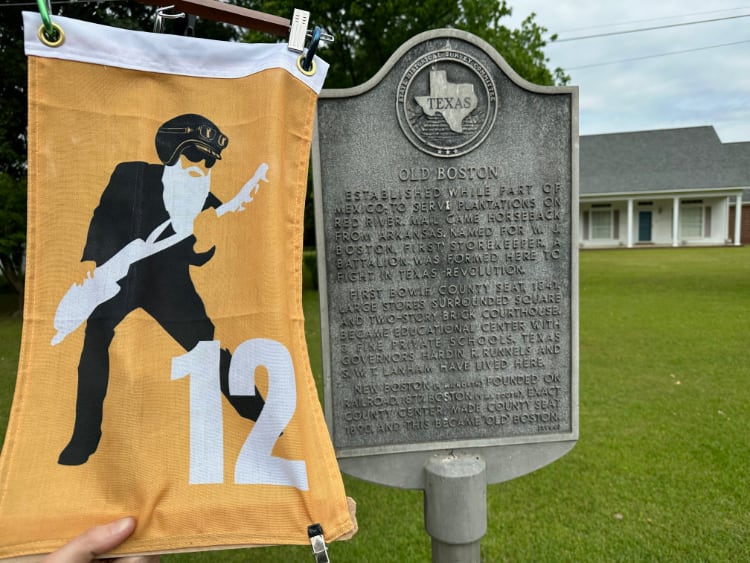 12
STATE HISTORICAL SURVEY COMMITTEE
TEXAS
OLD BOSTON
ESTABLISHED WHILE PART OF
MEXICO, TO SERVE PLANTATIONS ON
RED RIVER. MAIL CAME HORSEBACK
FROM ARKANSAS. NAMED FOR W. J.
BOSTON, FIRST STOREKEEPER. A
BATTALION WAS FORMED HERE TO
FIGHT IN TEXAS REVOLUTION.
FIRST BOWIE COUNTY SEAT, 1841.
LARGE STORES SURROUNDED SQUARE
AND TWO-STORY BRICK COURTHOUSE.
BECAME EDUCATIONAL CENTER WITH
FINE PRIVATE SCHOOLS. TEXAS
GOVERNORS HARDIN R. RUNNELS AND
S. W. T. LANHAM HAVE LIVED HERE.
NEW BOSTON FOUNDED ON
RAILROAD, 1877. BOSTON EXACT
COUNTY CENTER, MADE COUNTY SEAT
1890, AND THIS BECAME "OLD" BOSTON.